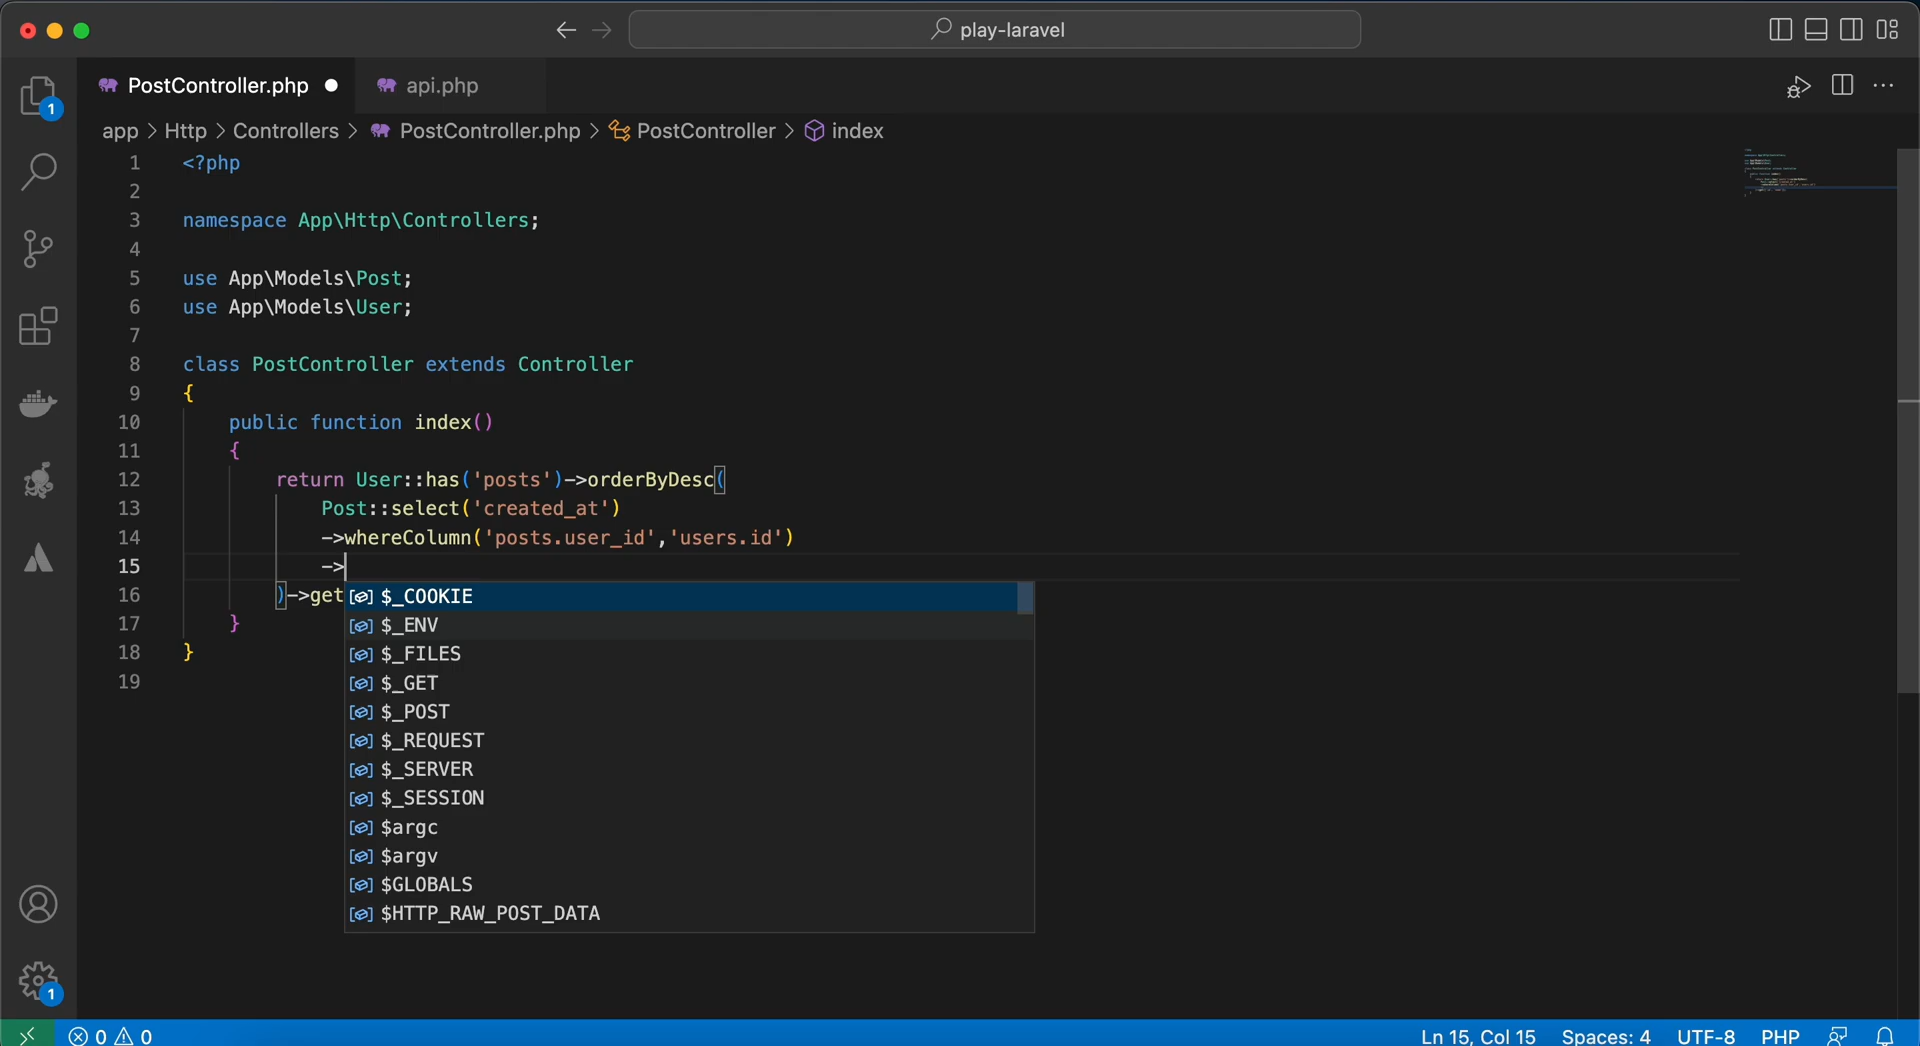 play-laravel
PostController.php
api.php
1
app > Http > Controllers > PostController.php > PostController > index
1 <?php
2
3 namespace App\Http\Controllers;
4
5 use App\Models\Post;
6 use App\Models\User;
7
8 class PostController extends Controller
9 {
10 public function index()
11 {
12 return User::has('posts')->orderByDesc(
13 Post::select('created_at')
14 ->whereColumn('posts.user_id','users.id')
15 ->
16 )->get
17 }
18 }
19
$_COOKIE
$_ENV
$_FILES
$_GET
$_POST
$_REQUEST
$_SERVER
$_SESSION
$argc
$argv
$GLOBALS
$HTTP_RAW_POST_DATA
1
0 0 Ln 15, Col 15 Spaces: 4 UTF-8 PHP